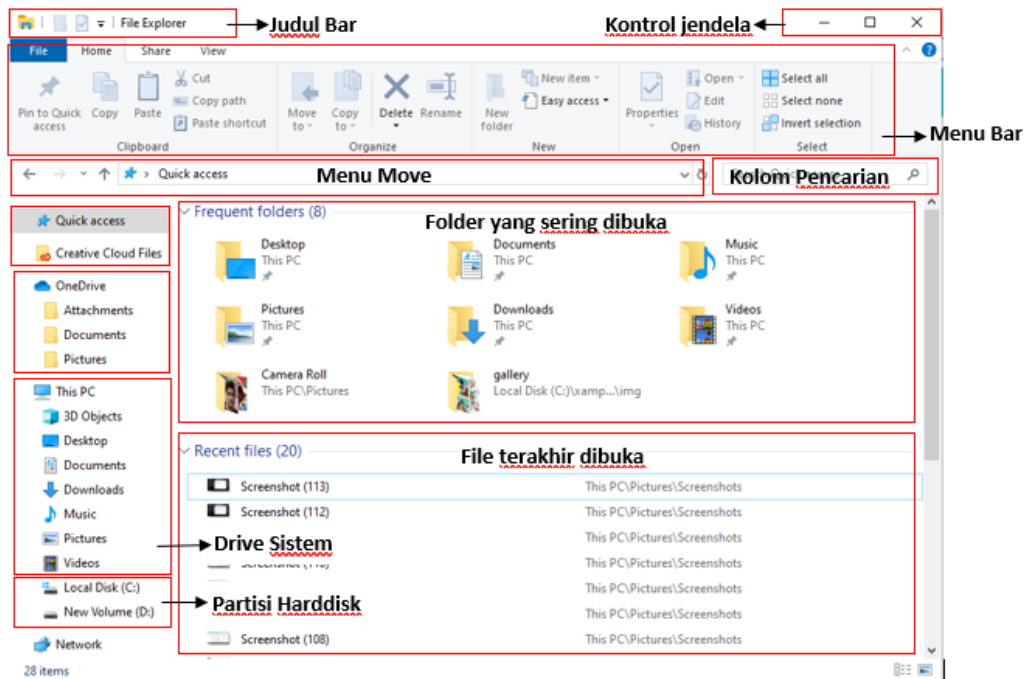 File Explorer
Judul Bar
Kontrol jendela
File Home Share View
Pin to Quick access
Copy
Paste
Cut
Copy path
Paste shortcut
Clipboard
Move to
Copy to
Delete
Rename
Organize
New folder
New item
Easy access
New
Properties
Open
Edit
History
Open
Select all
Select none
Invert selection
Select
Menu Bar
Quick access
Menu Move
Kolom Pencarian
Quick access
Creative Cloud Files
OneDrive
Attachments
Documents
Pictures
This PC
3D Objects
Desktop
Documents
Downloads
Music
Pictures
Videos
Drive Sistem
Local Disk (C:)
New Volume (D:)
Partisi Harddisk
Network
Frequent folders (8)
Folder yang sering dibuka
Desktop
This PC
Documents
This PC
Music
This PC
Pictures
This PC
Downloads
This PC
Videos
This PC
Camera Roll
This PC\Pictures
gallery
Local Disk (C:)\xamp...\img
Recent files (20)
File terakhir dibuka
Screenshot (113) This PC\Pictures\Screenshots
Screenshot (112) This PC\Pictures\Screenshots
This PC\Pictures\Screenshots
This PC\Pictures\Screenshots
This PC\Pictures\Screenshots
This PC\Pictures\Screenshots
Screenshot (108) This PC\Pictures\Screenshots
28 items